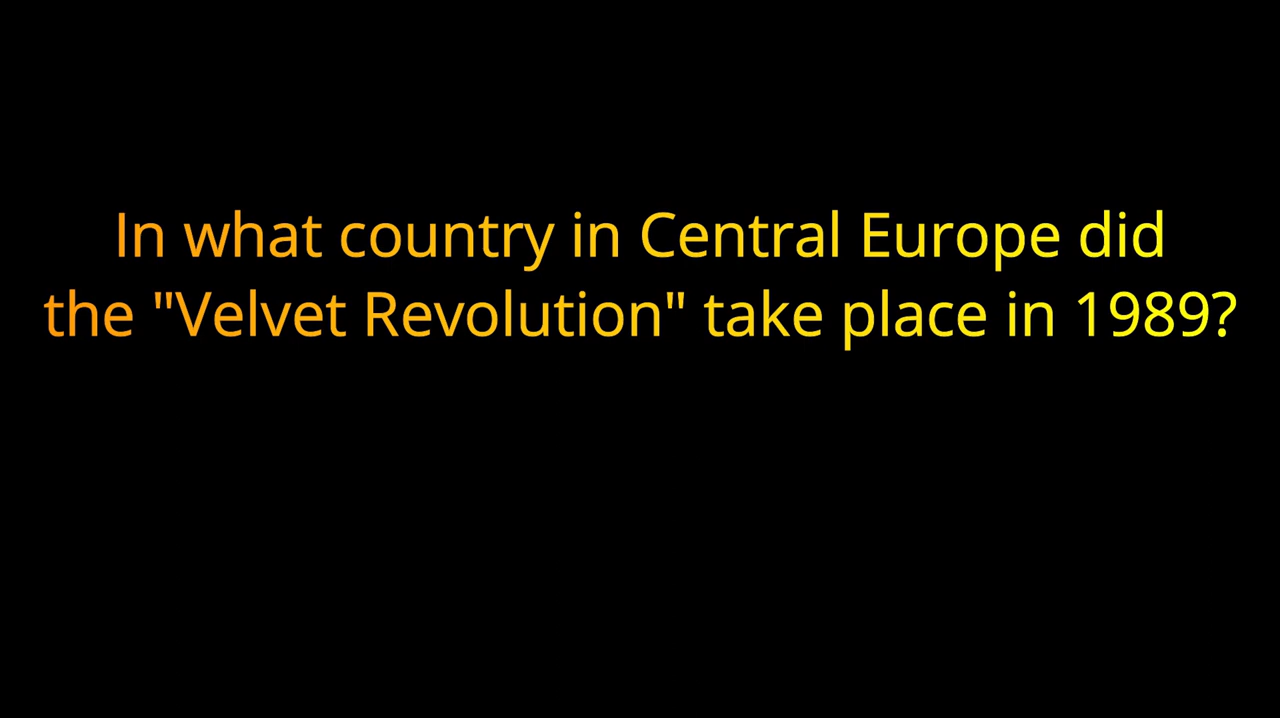 In what country in Central Europe did
the "Velvet Revolution" take place in 1989?